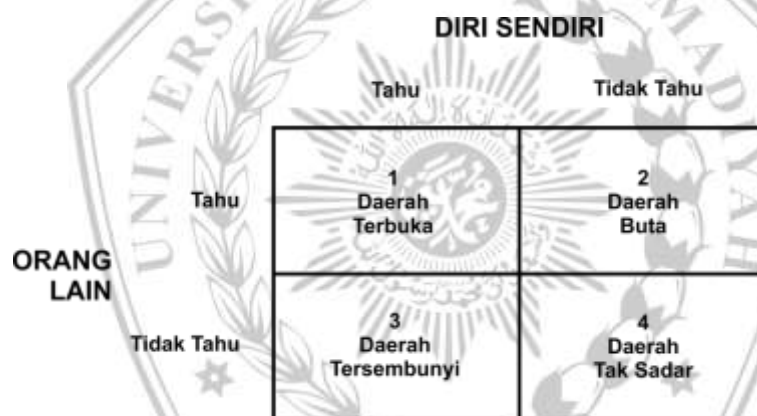 DIRI SENDIRI
Tahu
Tidak Tahu
Tahu
1
Daerah
Terbuka
2
Daerah
Buta
ORANG
LAIN
Tidak Tahu
3
Daerah
Tersembunyi
4
Daerah
Tak Sadar